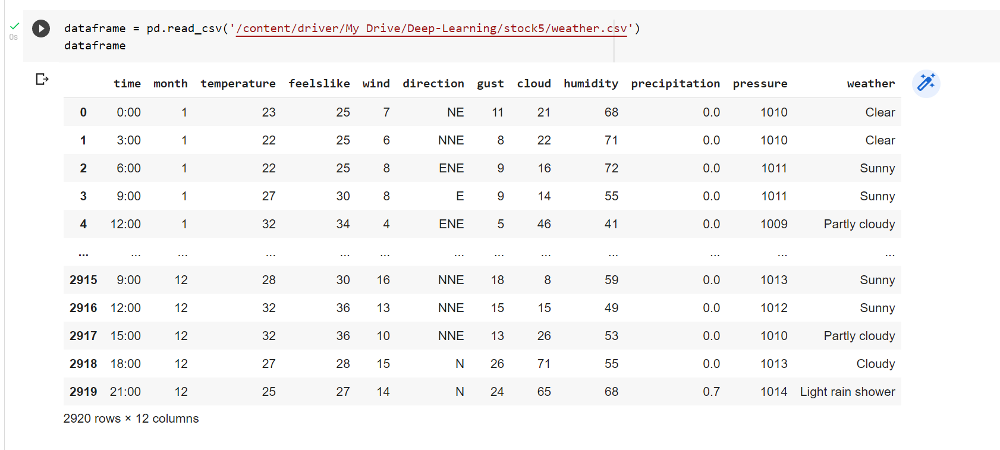 dataframe = pd.read_csv('/content/driver/My Drive/Deep-Learning/stock5/weather.csv')
0s
dataframe
time month temperature feelslike wind direction gust cloud humidity precipitation pressure weather
0 0:00 1 23 25 7 NE 11 21 68 0.0 1010 Clear
1 3:00 1 22 25 6 NNE 8 22 71 0.0 1010 Clear
2 6:00 1 22 25 8 ENE 9 16 72 0.0 1011 Sunny
3 9:00 1 27 30 8 E 9 14 55 0.0 1011 Sunny
4 12:00 1 32 34 4 ENE 5 46 41 0.0 1009 Partly cloudy
... ... ... ... ... ... ... ... ... ... ... ... ...
2915 9:00 12 28 30 16 NNE 18 8 59 0.0 1013 Sunny
2916 12:00 12 32 36 13 NNE 15 15 49 0.0 1012 Sunny
2917 15:00 12 32 36 10 NNE 13 26 53 0.0 1010 Partly cloudy
2918 18:00 12 27 28 15 N 26 71 55 0.0 1013 Cloudy
2919 21:00 12 25 27 14 N 24 65 68 0.7 1014 Light rain shower
2920 rows × 12 columns